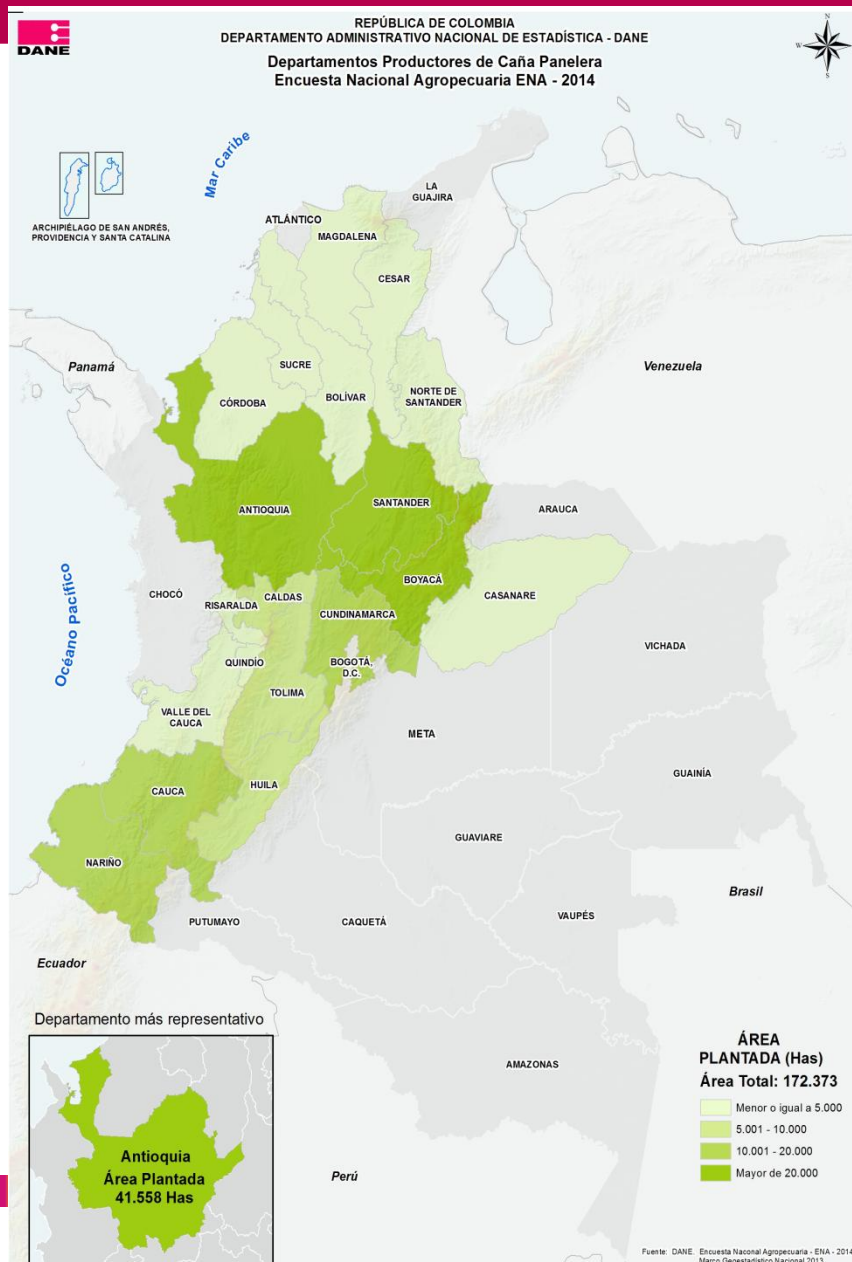 DANE
REPÚBLICA DE COLOMBIA
DEPARTAMENTO ADMINISTRATIVO NACIONAL DE ESTADÍSTICA - DANE
Departamentos Productores de Caña Panelera
Encuesta Nacional Agropecuaria ENA - 2014
N
W
E
S
Mar Caribe
ARCHIPIÉLAGO DE SAN ANDRÉS,
PROVIDENCIA Y SANTA CATALINA
LA
GUAJIRA
ATLÁNTICO
MAGDALENA
CESAR
Panamá
Venezuela
SUCRE
CÓRDOBA
BOLÍVAR
NORTE DE
SANTANDER
ANTIOQUIA
SANTANDER
ARAUCA
Océano Pacífico
CHOCÓ
BOYACÁ
CASANARE
RISARALDA
CALDAS
CUNDINAMARCA
QUINDÍO
BOGOTÁ,
D.C.
VICHADA
TOLIMA
VALLE DEL
CAUCA
META
GUAINÍA
CAUCA
HUILA
GUAVIARE
NARIÑO
Brasil
PUTUMAYO
CAQUETÁ
VAUPÉS
Ecuador
AMAZONAS
Perú
Departamento más representativo
Antioquia
Área Plantada
41.558 Has
ÁREA
PLANTADA (Has)
Área Total: 172.373
Menor o igual a 5.000
5.001 - 10.000
10.001 - 20.000
Mayor de 20.000
Fuente: DANE. Encuesta Naconal Agropecuaria - ENA - 2014
Marco Geoestadístico Nacional 2013